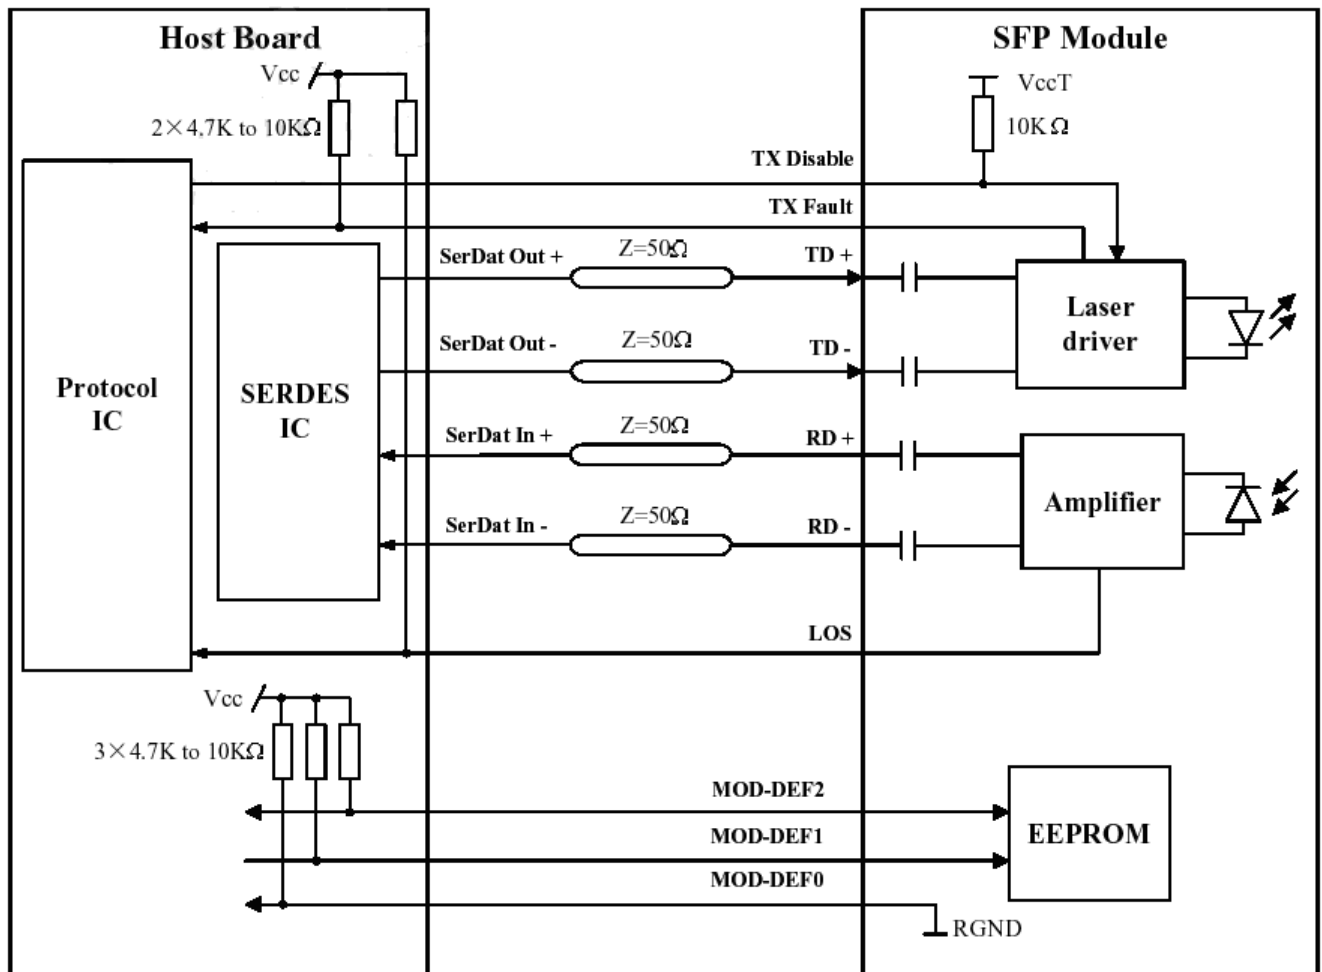 Host Board
SFP Module
Vcc
VccT
2×4.7K to 10KΩ
10KΩ
TX Disable
TX Fault
SerDat Out +
Z=50Ω
TD +
Laser
driver
SerDat Out -
Z=50Ω
TD -
Protocol
IC
SERDES
IC
SerDat In +
Z=50Ω
RD +
Amplifier
SerDat In -
Z=50Ω
RD -
LOS
Vcc
3×4.7K to 10KΩ
MOD-DEF2
MOD-DEF1
EEPROM
MOD-DEF0
RGND